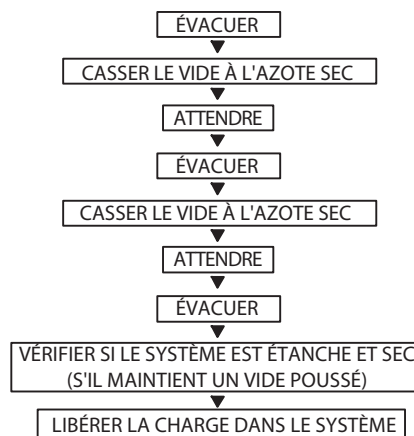 ÉVACUER
CASSER LE VIDE À L'AZOTE SEC
ATTENDRE
ÉVACUER
CASSER LE VIDE À L'AZOTE SEC
ATTENDRE
ÉVACUER
VÉRIFIER SI LE SYSTÈME EST ÉTANCHE ET SEC
(S'IL MAINTIENT UN VIDE POUSSÉ)
LIBÉRER LA CHARGE DANS LE SYSTÈME